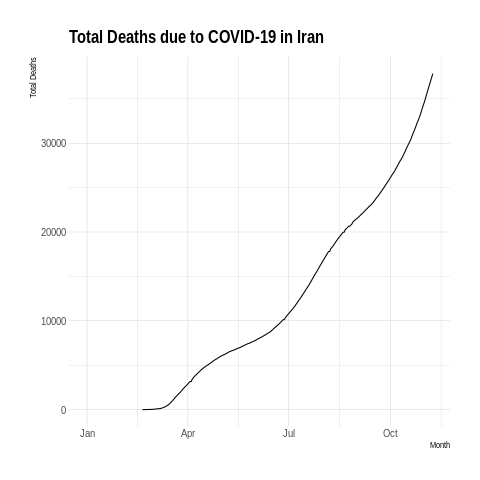 Total Deaths due to COVID-19 in Iran
Total Deaths
30000
20000
10000
0
Jan Apr Jul Oct
Month